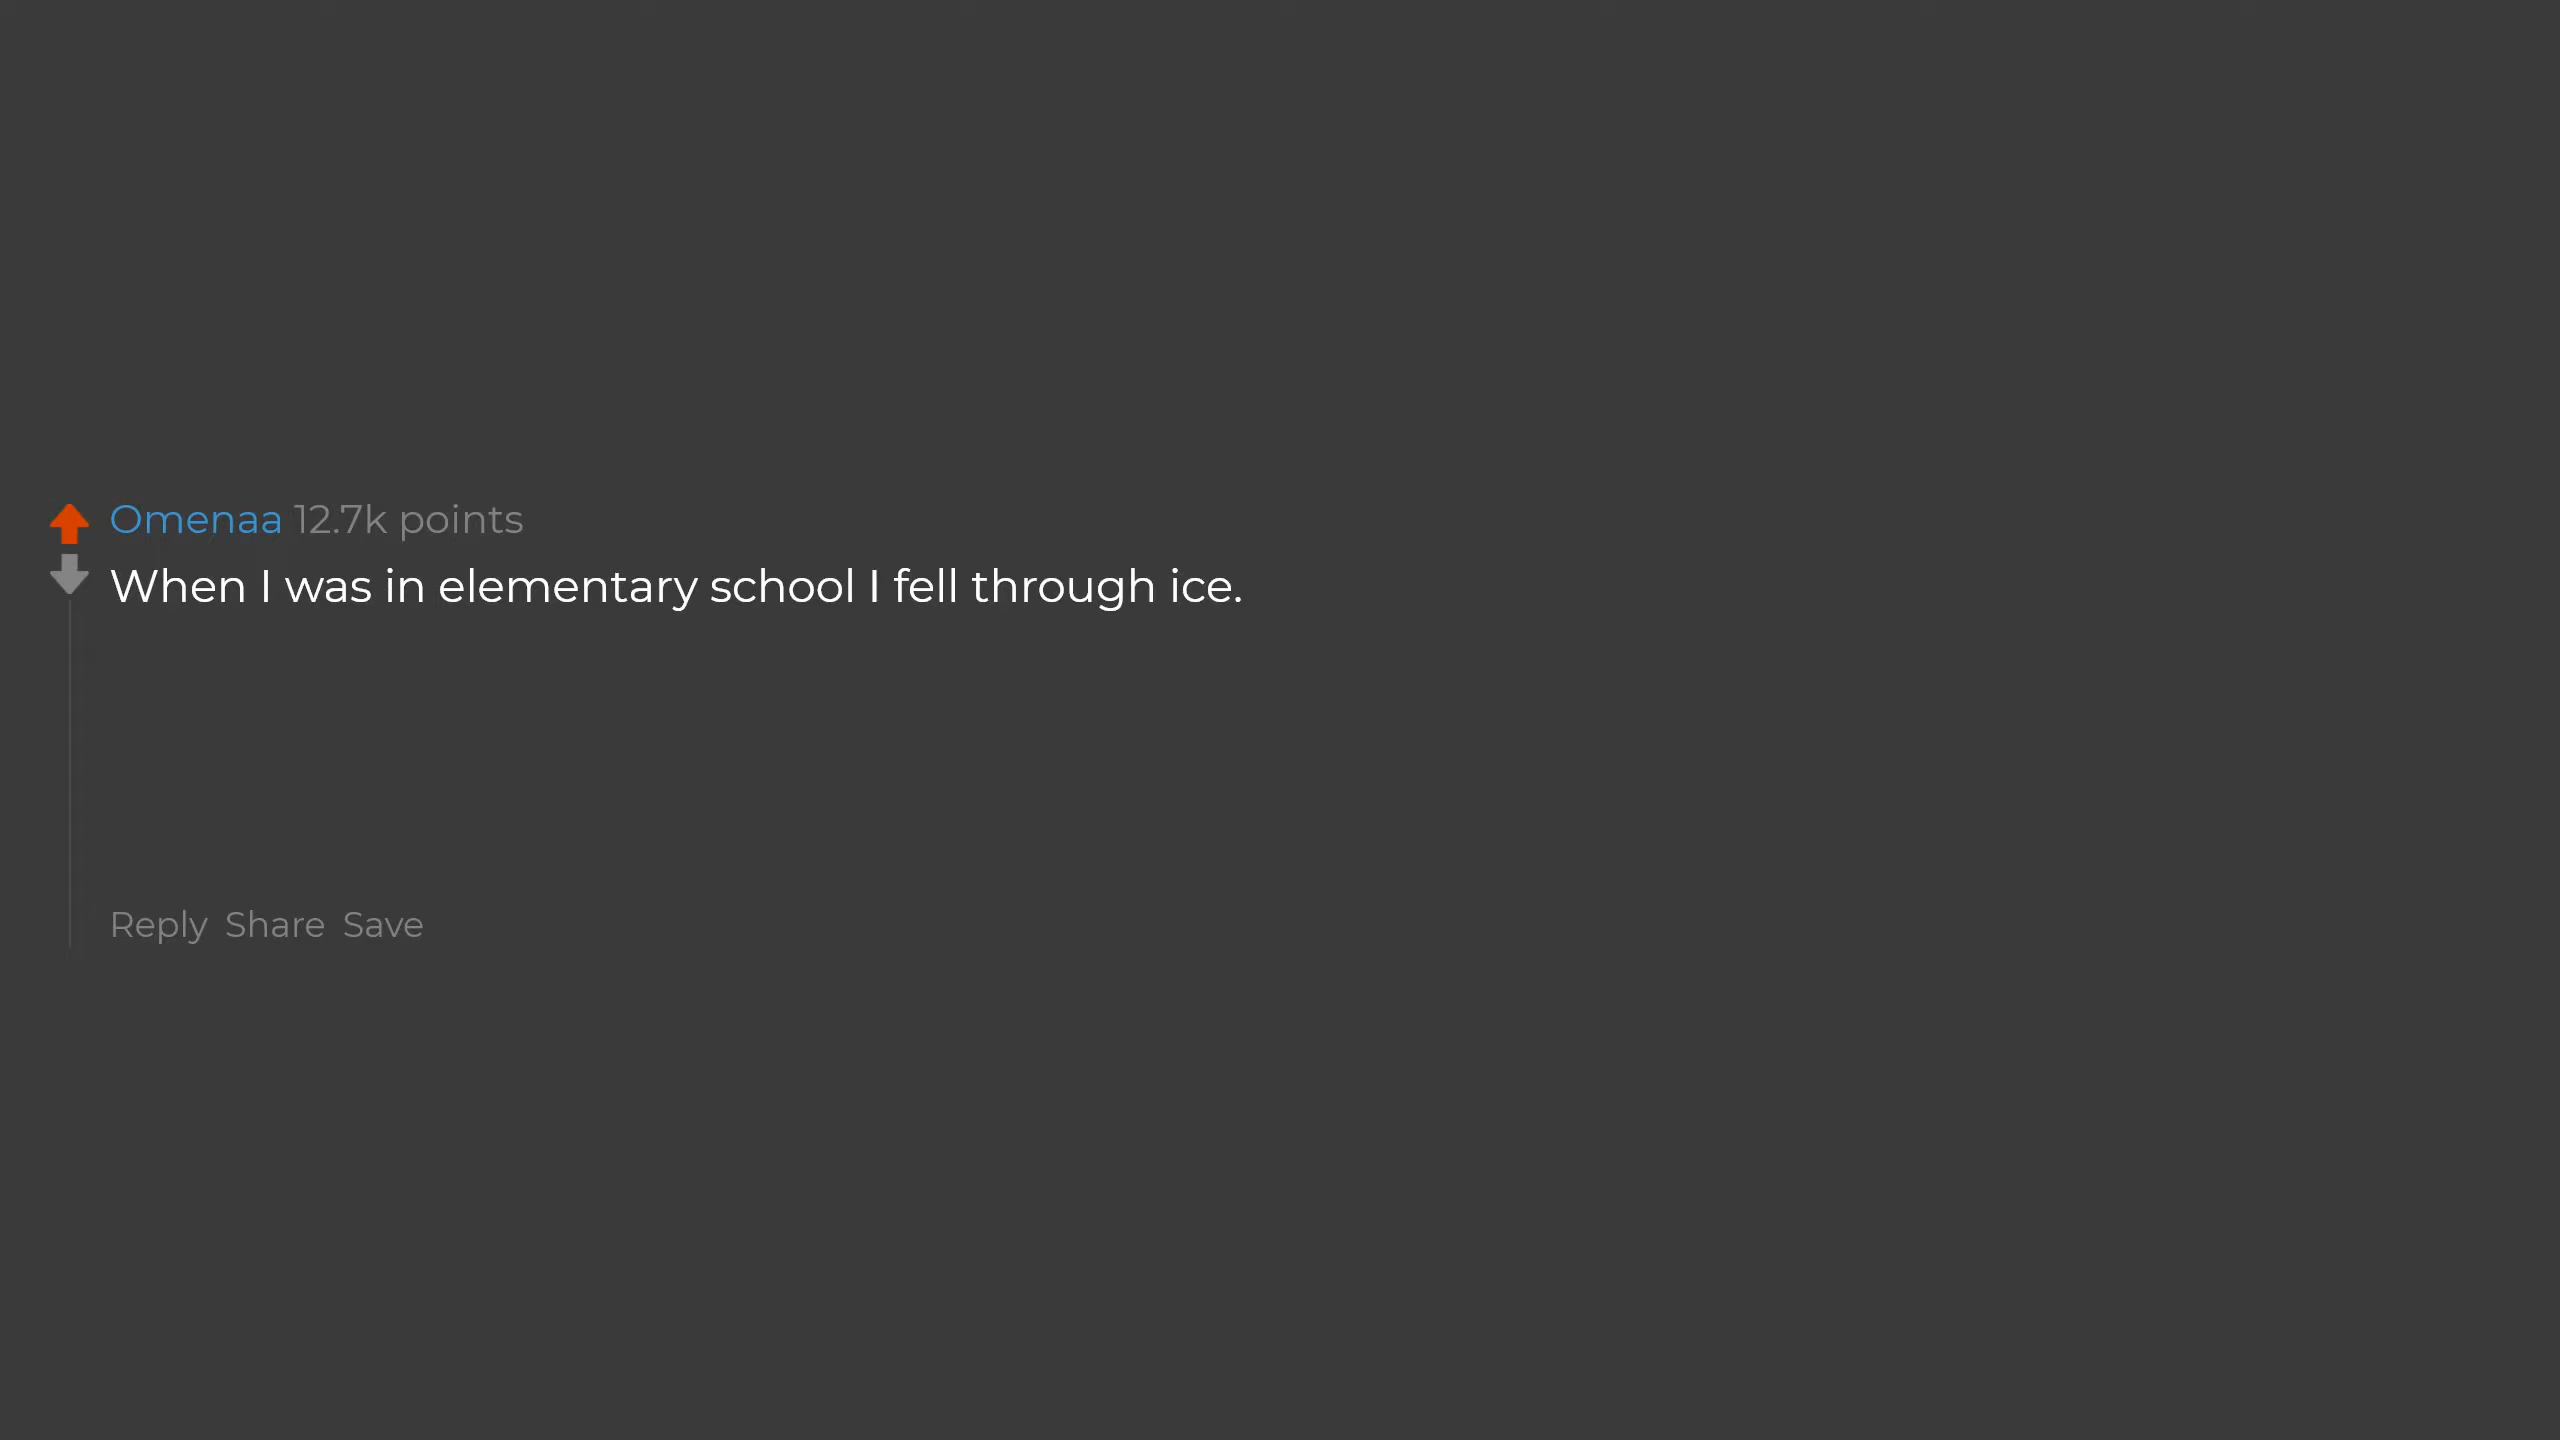 Omenaa 12.7k points
When I was in elementary school I fell through ice.
Reply Share Save